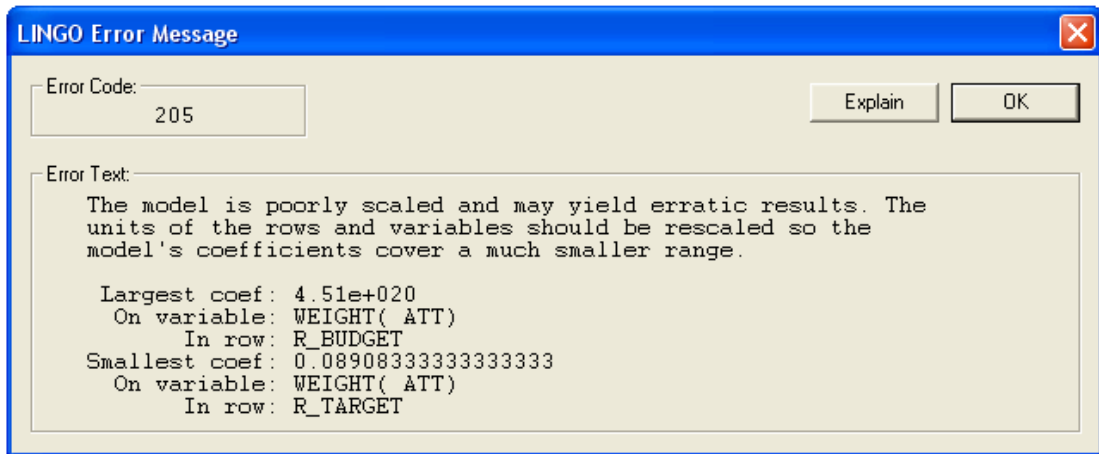 LINGO Error Message
Error Code:
205
Explain
OK
Error Text:
The model is poorly scaled and may yield erratic results. The
units of the rows and variables should be rescaled so the
model's coefficients cover a much smaller range.
Largest coef: 4.51e+020
On variable: WEIGHT( ATT)
In row: R_BUDGET
Smallest coef: 0.08908333333333333
On variable: WEIGHT( ATT)
In row: R_TARGET